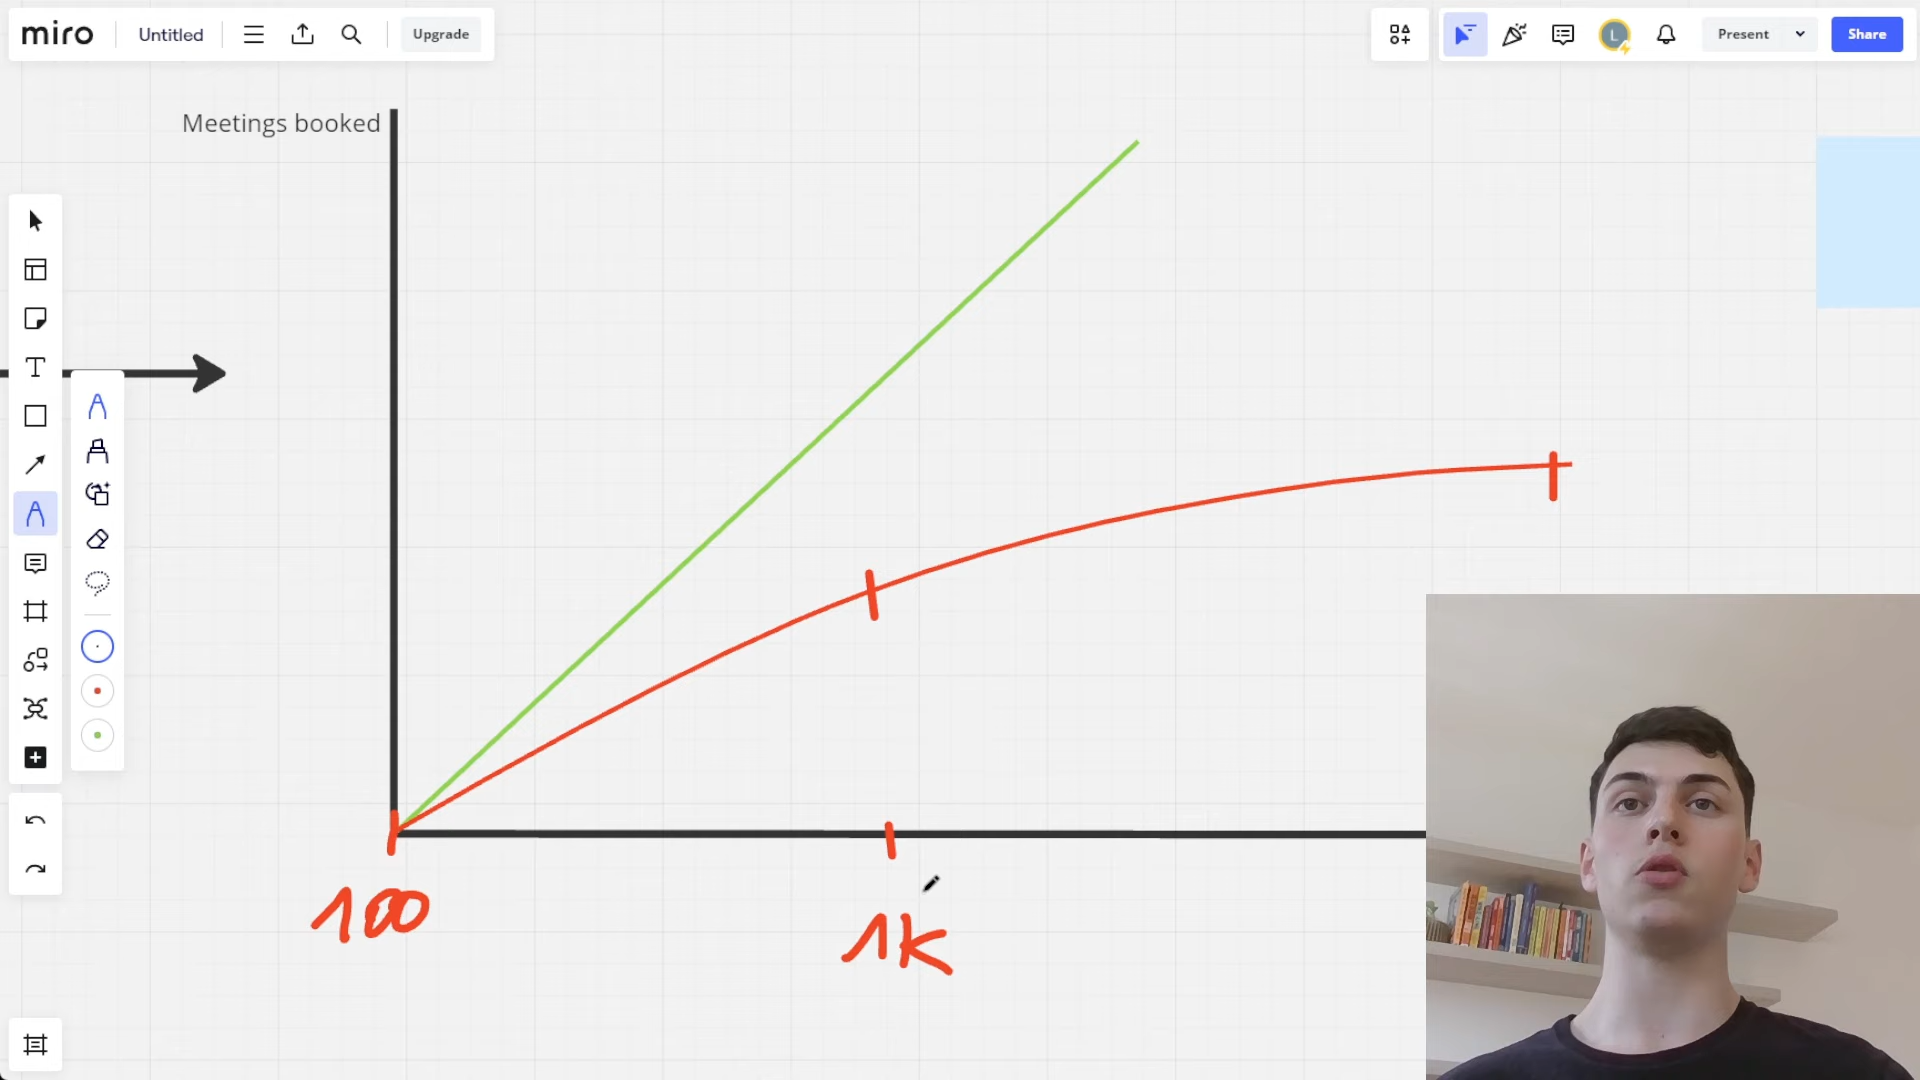 miro
Untitled
Upgrade
Present
Share
L
Meetings booked
T
100
1K